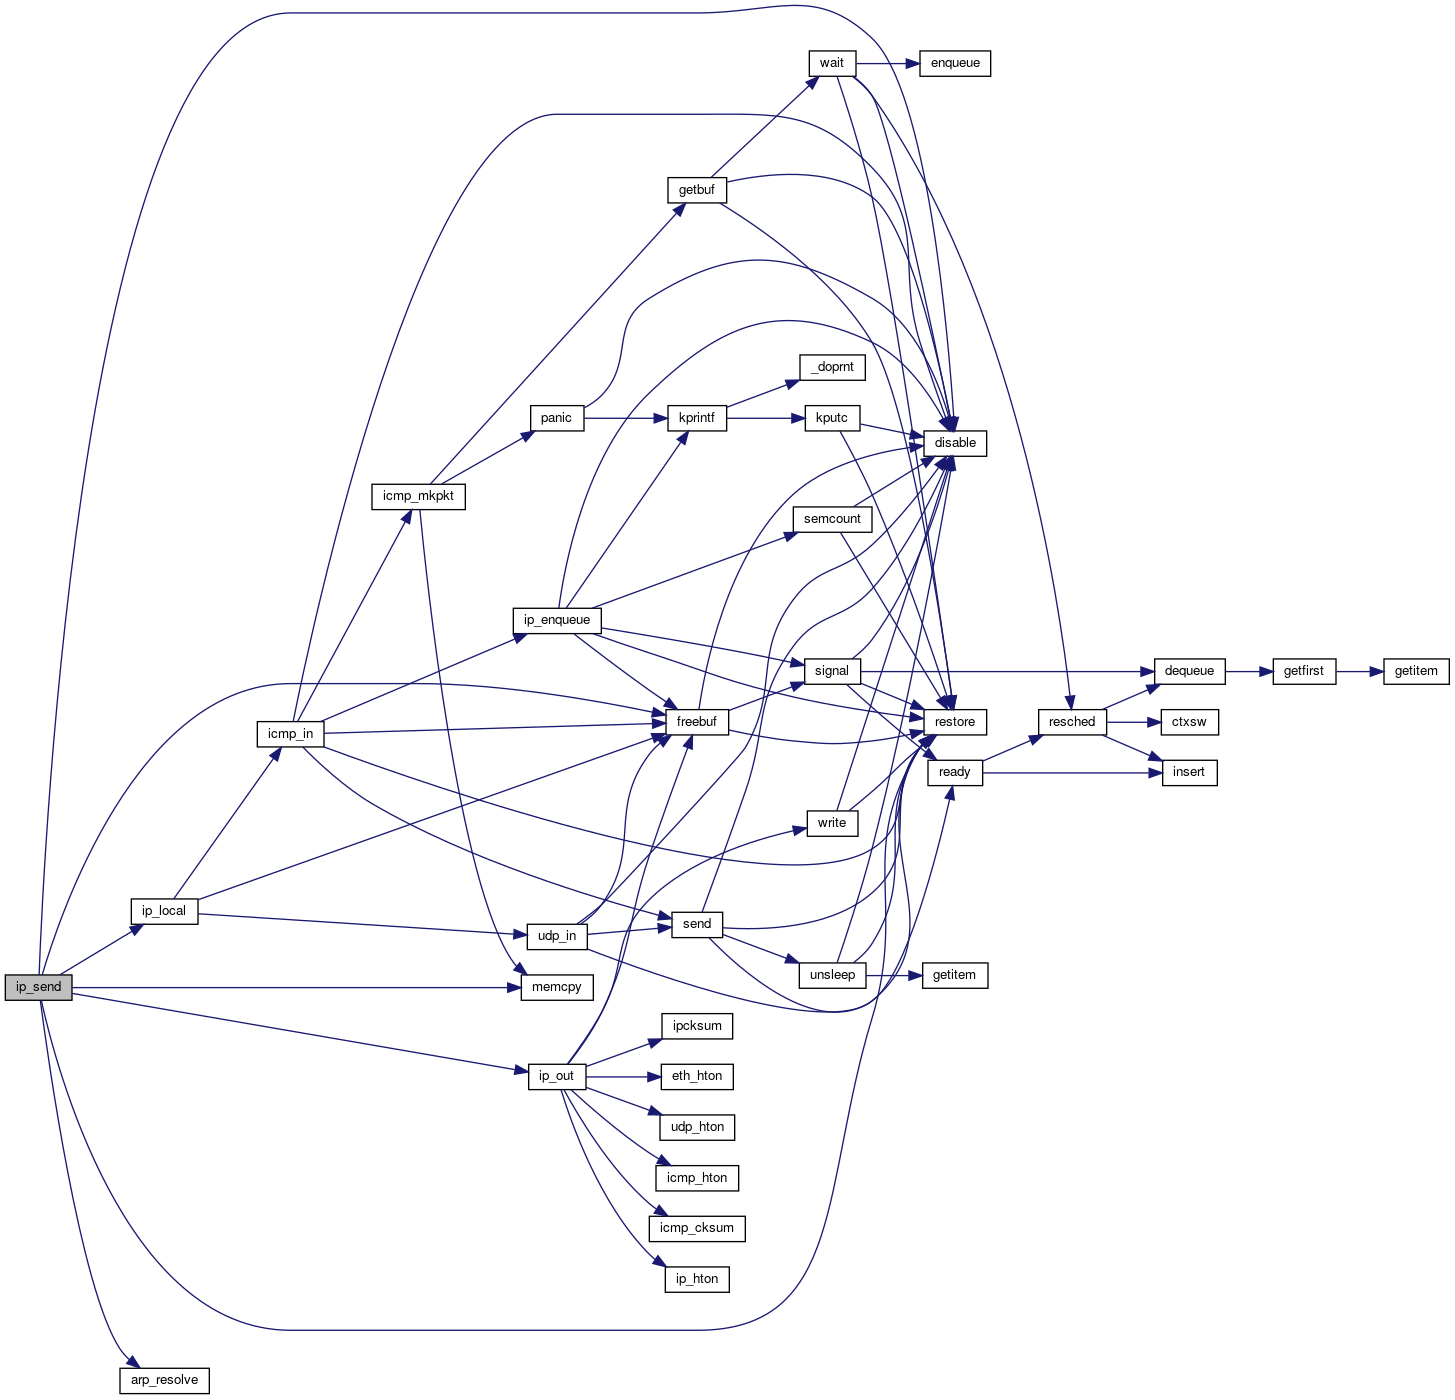 wait
enqueue
getbuf
_doprnt
panic
kprintf
kputc
disable
icmp_mkpkt
semcount
ip_enqueue
signal
dequeue
getfirst
getitem
icmp_in
freebuf
restore
resched
ctxsw
ready
insert
write
ip_local
udp_in
send
ip_send
memcpy
unsleep
getitem
ipcksum
ip_out
eth_hton
udp_hton
icmp_hton
icmp_cksum
ip_hton
arp_resolve